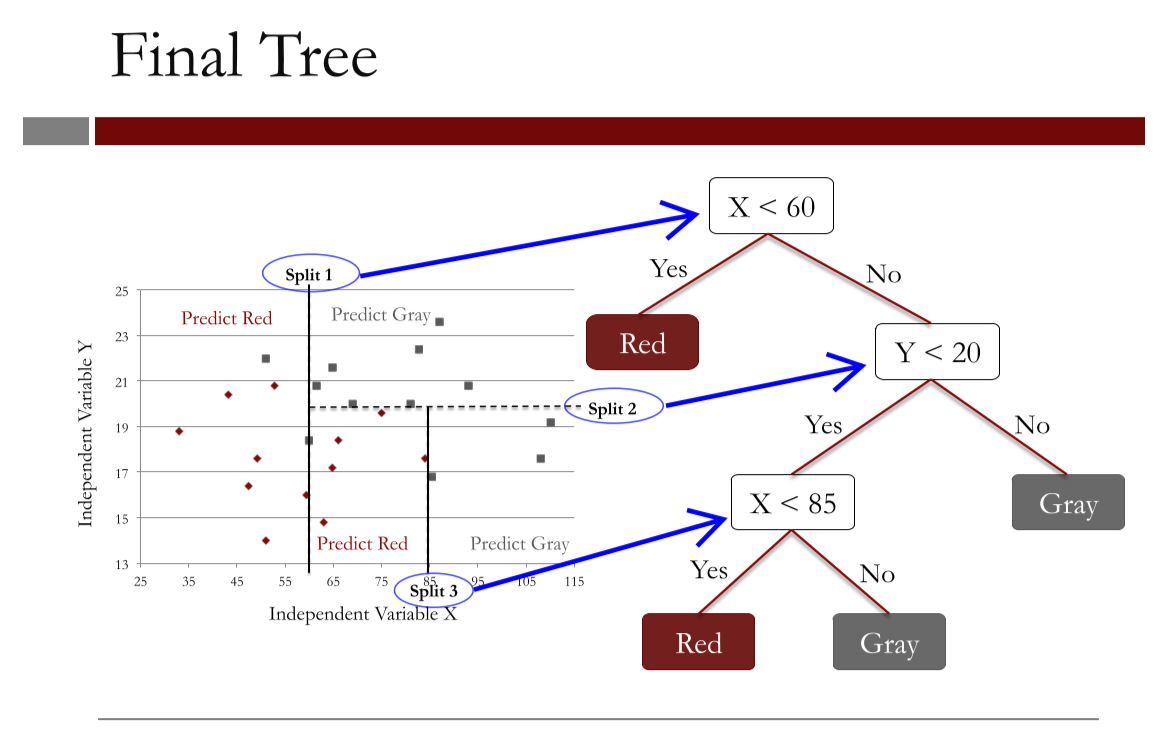 Final Tree
Split 1
25
23
21
19
17
15
13
Independent Variable Y
Predict Red
Predict Gray
Split 2
Predict Red
Predict Gray
25
35
45
55
65
75
85
95
105
115
Split 3
Independent Variable X
X < 60
Yes
No
Red
Y < 20
Yes
No
X < 85
Gray
Yes
No
Red
Gray